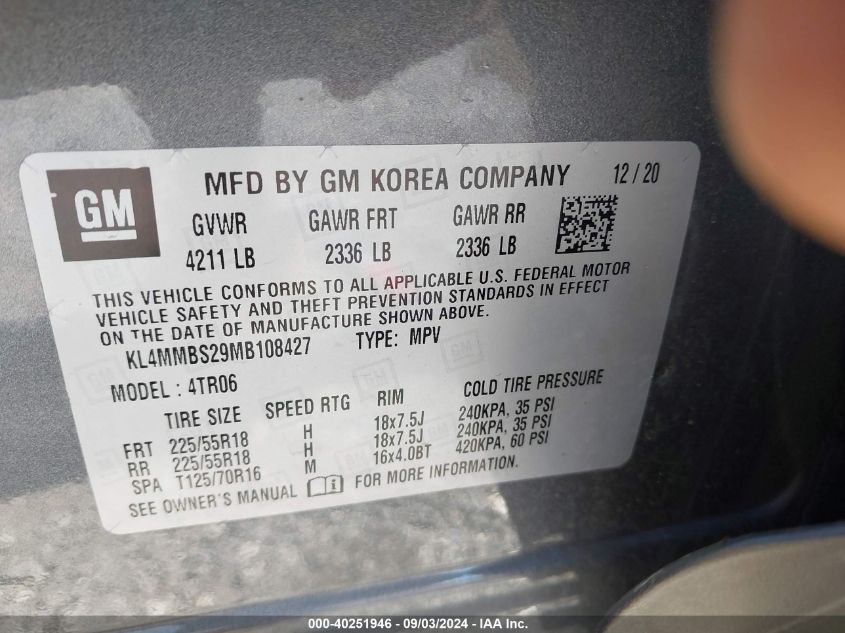 GM
MFD BY GM KOREA COMPANY 12/20
GVWR GAWR FRT GAWR RR
4211 LB 2336 LB 2336 LB
THIS VEHICLE CONFORMS TO ALL APPLICABLE U.S. FEDERAL MOTOR
VEHICLE SAFETY AND THEFT PREVENTION STANDARDS IN EFFECT
ON THE DATE OF MANUFACTURE SHOWN ABOVE.
KL4MMBS29MB108427 TYPE: MPV
MODEL: 4TR06
TIRE SIZE SPEED RTG RIM COLD TIRE PRESSURE
FRT 225/55R18 H 18x7.5J 240KPA, 35 PSI
RR 225/55R18 H 18x7.5J 240KPA, 35 PSI
SPA T125/70R16 M 16x4.0BT 420KPA, 60 PSI
SEE OWNER'S MANUAL FOR MORE INFORMATION.
000-40251946 - 09/03/2024 - IAA Inc.